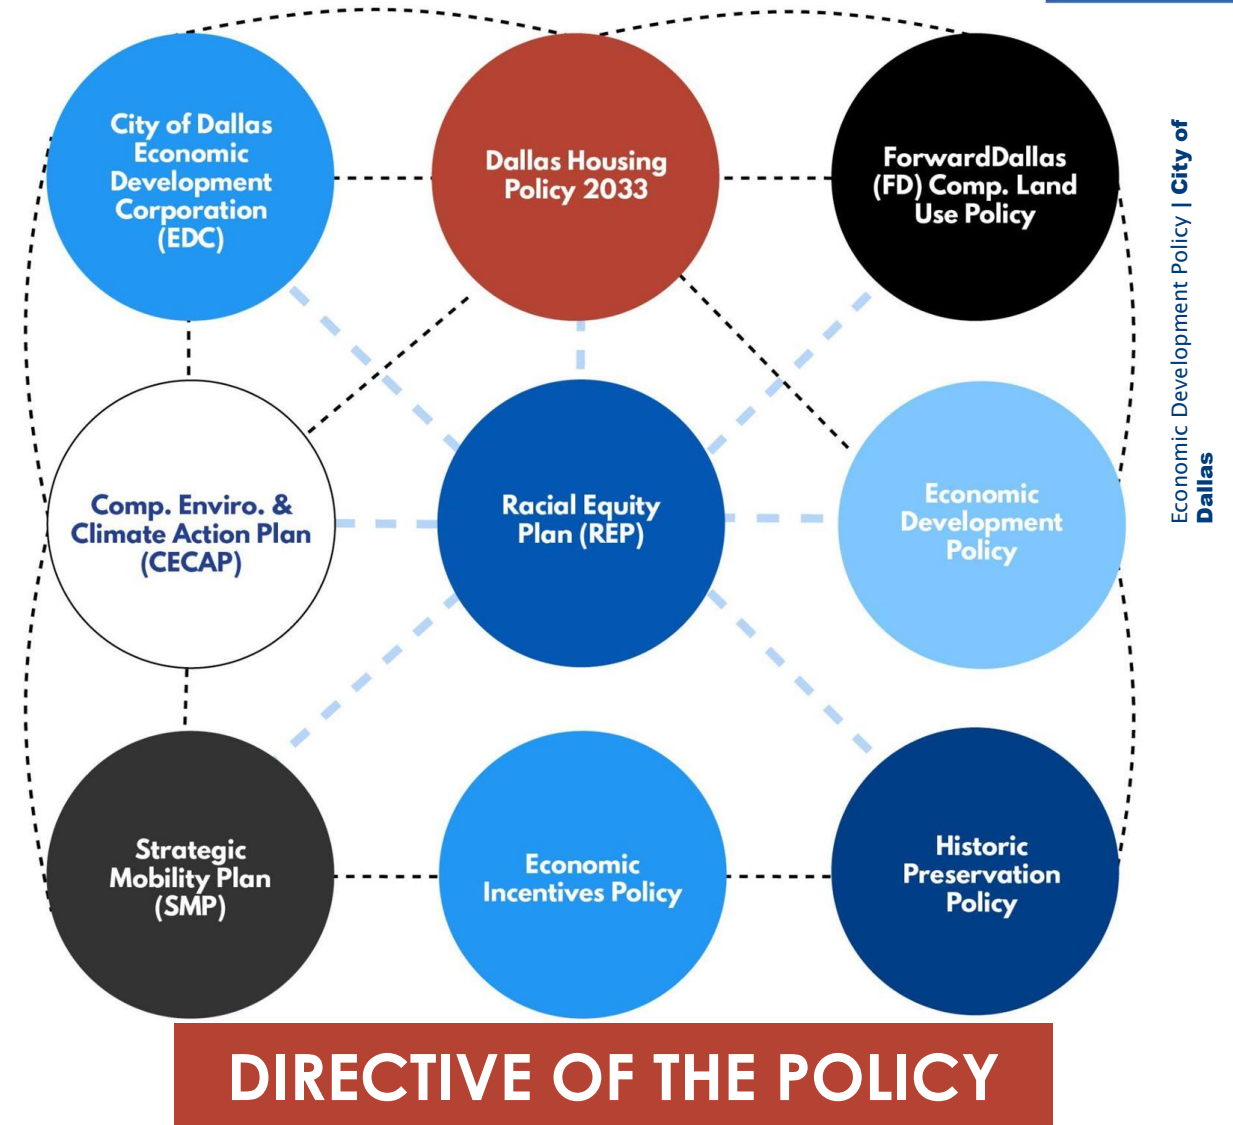 City of Dallas
Economic
Development
Corporation
(EDC)
Dallas Housing
Policy 2033
ForwardDallas
(FD) Comp. Land
Use Policy
Comp. Enviro. &
Climate Action Plan
(CECAP)
Racial Equity
Plan (REP)
Economic
Development
Policy
Strategic
Mobility Plan
(SMP)
Economic
Incentives Policy
Historic
Preservation
Policy
Economic Development Policy | City of
Dallas
DIRECTIVE OF THE POLICY